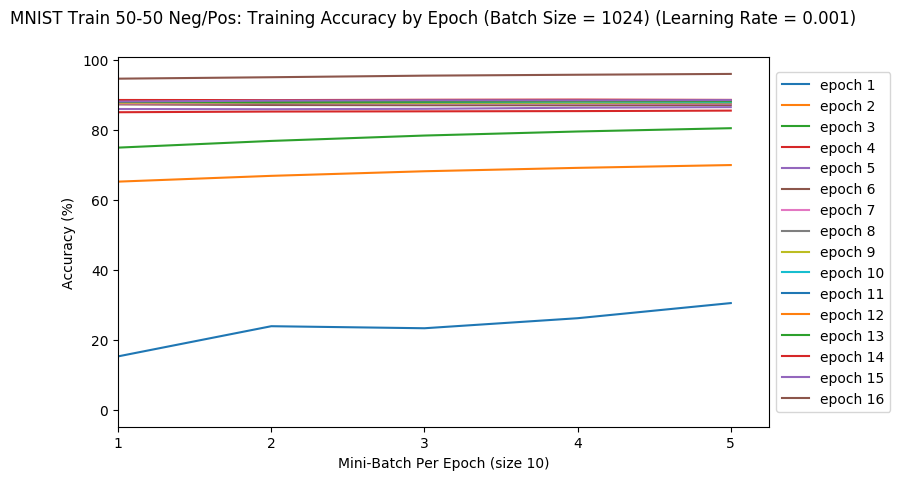 MNIST Train 50-50 Neg/Pos: Training Accuracy by Epoch (Batch Size = 1024) (Learning Rate = 0.001)
Accuracy (%)
100
80
60
40
20
0
1
2
3
4
5
Mini-Batch Per Epoch (size 10)
epoch 1
epoch 2
epoch 3
epoch 4
epoch 5
epoch 6
epoch 7
epoch 8
epoch 9
epoch 10
epoch 11
epoch 12
epoch 13
epoch 14
epoch 15
epoch 16